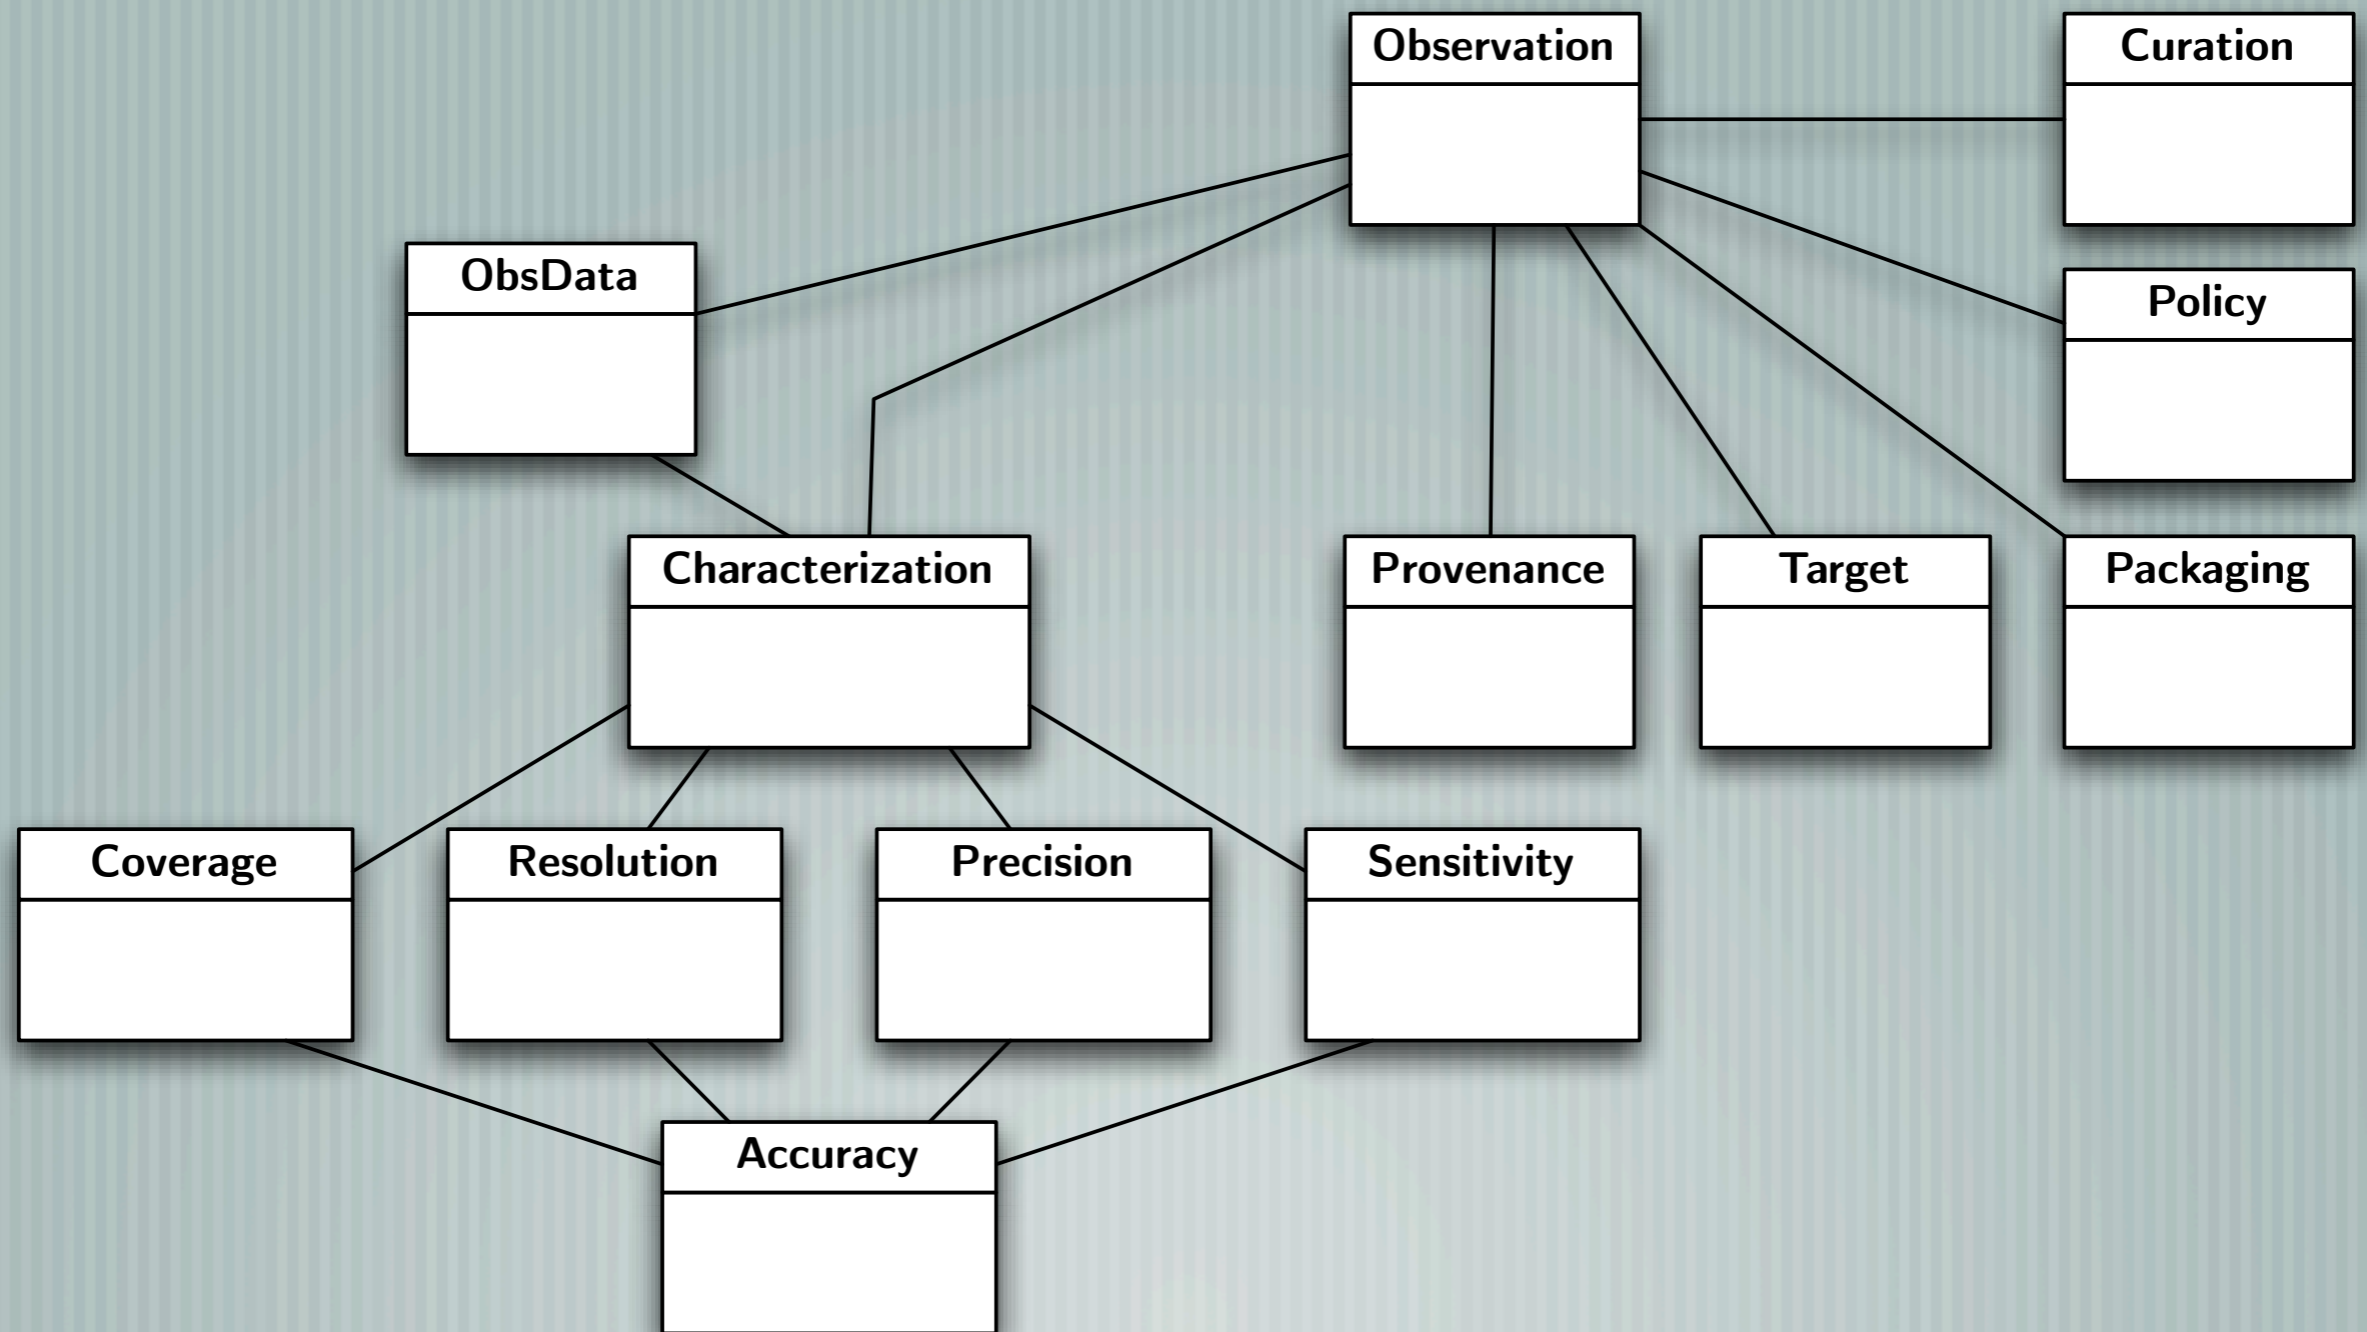 Observation
Curation
ObsData
Policy
Characterization
Provenance
Target
Packaging
Coverage
Resolution
Precision
Sensitivity
Accuracy